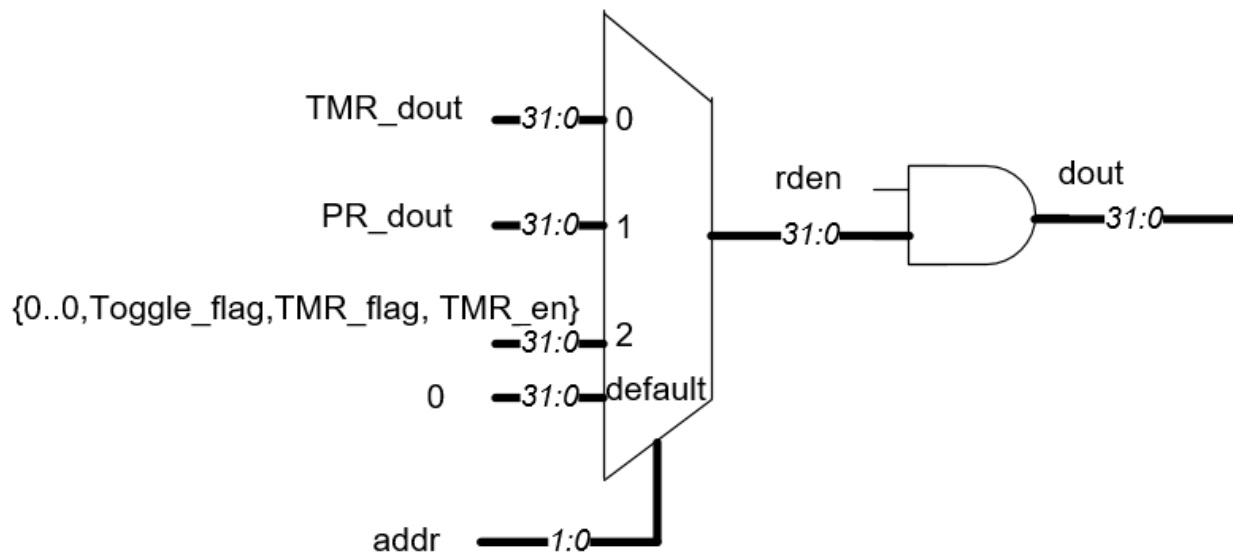 TMR_dout 31:0 0
rden dout
PR_dout 31:0 1 31:0 31:0
{0..0,Toggle_flag,TMR_flag, TMR_en}
31:0 2
0 31:0 default
addr 1:0